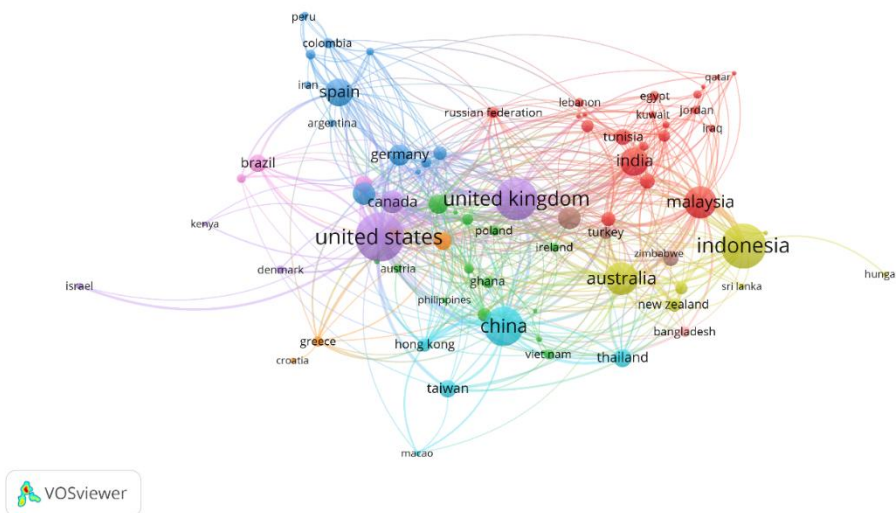 peru
colombia
qatar
iran
spain
lebanon
egypt
russian federation
kuwait
jordan
argentina
iraq
tunisia
germany
india
brazil
canada
united kingdom
malaysia
kenya
poland
turkey
united states
indonesia
ireland
zimbabwe
denmark
austria
hunga
israel
ghana
australia
sri lanka
philippines
new zealand
china
bangladesh
greece
hong kong
viet nam
thailand
croatia
taiwan
macao
VOSviewer